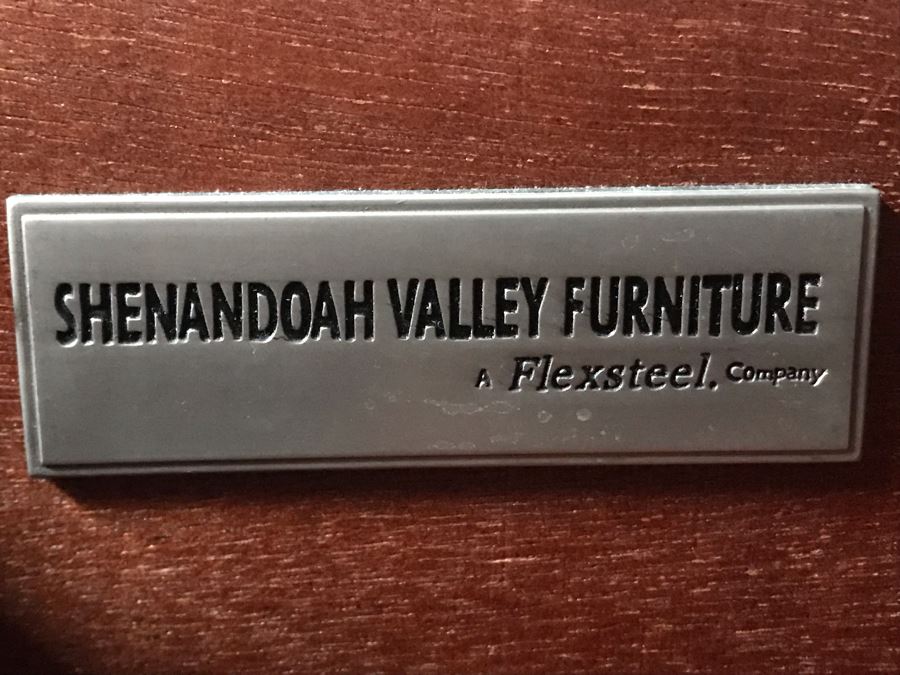 SHENANDOAH VALLEY FURNITURE
A Flexsteel. Company